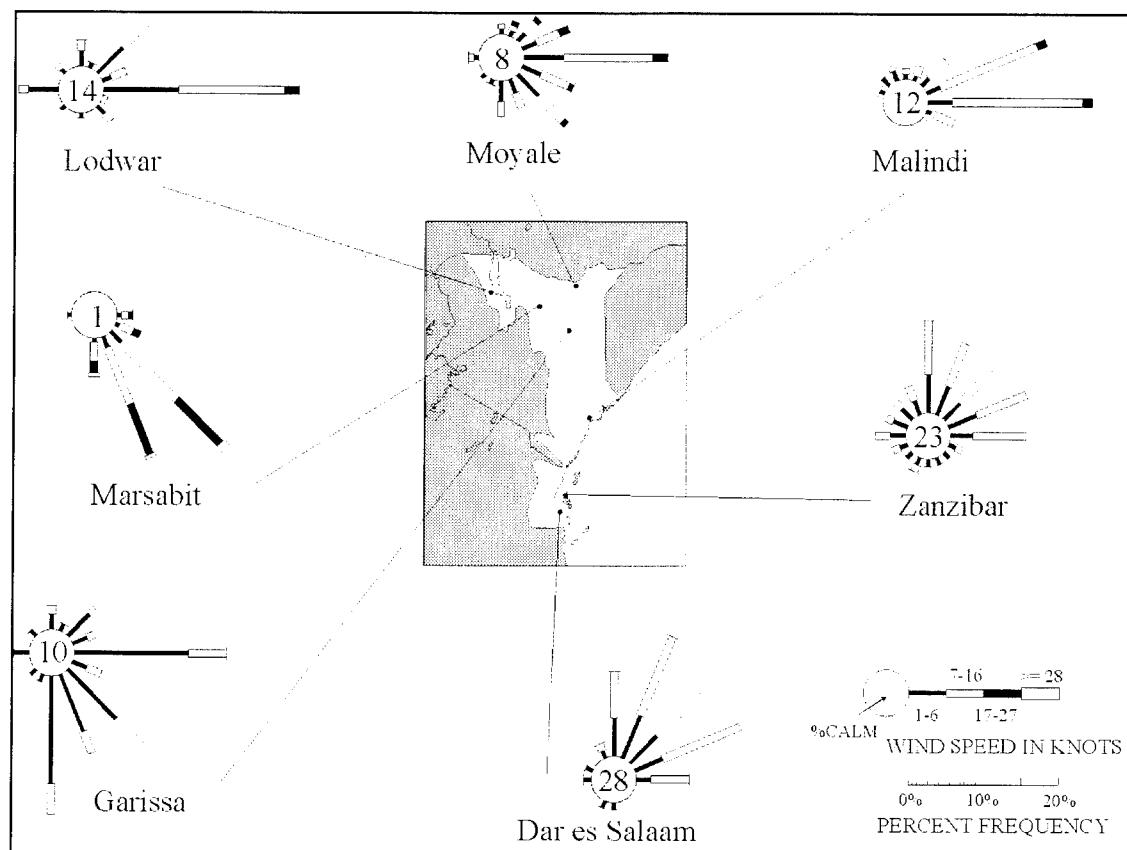 14
Lodwar
8
Moyale
12
Malindi
1
Marsabit
23
Zanzibar
10
Garissa
28
Dar es Salaam
7-16 >= 28
1-6 17-27
%CALM
WIND SPEED IN KNOTS
0% 10% 20%
PERCENT FREQUENCY